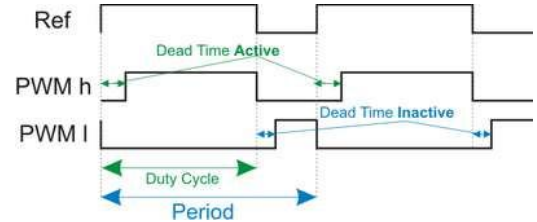 Ref
Dead Time Active
PWM h
Dead Time Inactive
PWM l
Duty Cycle
Period